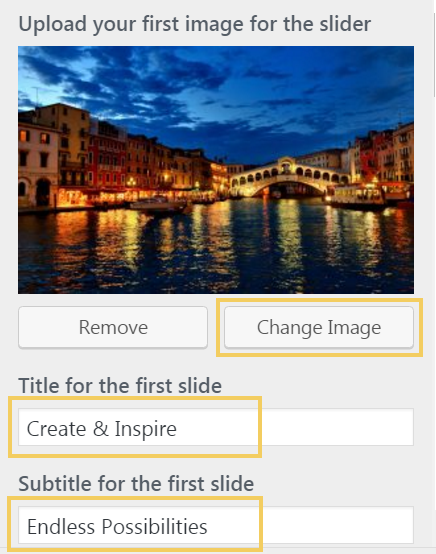 Upload your first image for the slider
Remove
Change Image
Title for the first slide
Create & Inspire
Subtitle for the first slide
Endless Possibilities